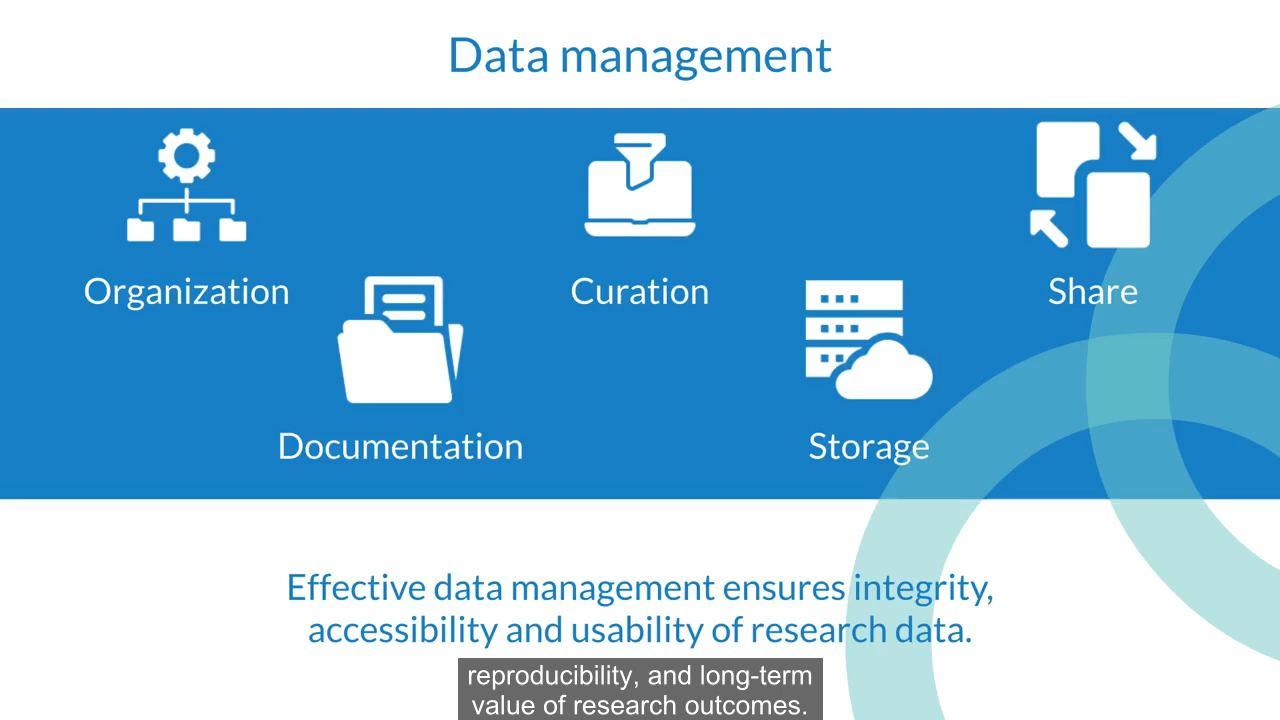 Data management
Organization
Documentation
Curation
Storage
Share
Effective data management ensures integrity,
accessibility and usability of research data.
reproducibility, and long-term
value of research outcomes.